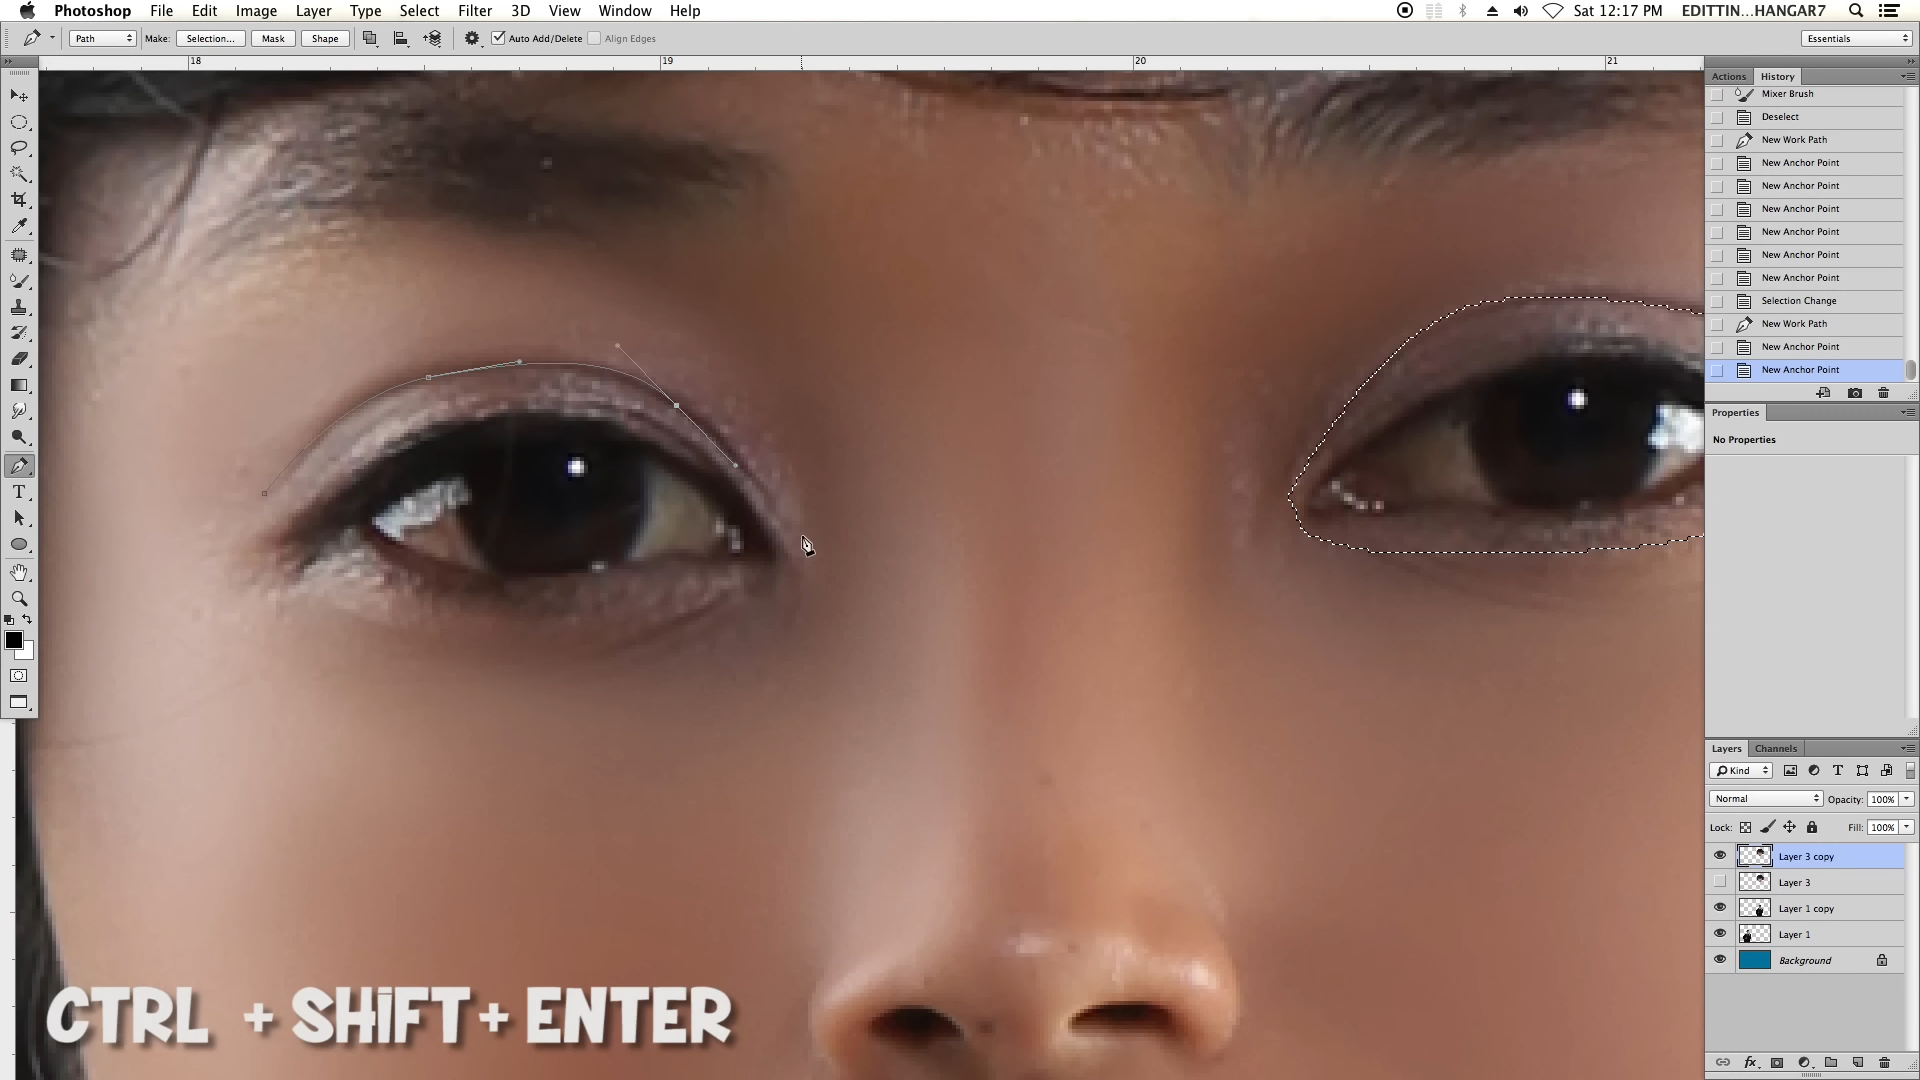 Photoshop File Edit Image Layer Type Select Filter 3D View Window Help Sat 12:17 PM EDITTIN...HANGAR7
Path Make: Selection... Mask Shape Auto Add/Delete Align Edges Essentials
18 19 20 21
Actions History
Mixer Brush
Deselect
New Work Path
New Anchor Point
New Anchor Point
New Anchor Point
New Anchor Point
New Anchor Point
New Anchor Point
Selection Change
New Work Path
New Anchor Point
New Anchor Point
Properties
No Properties
Layers Channels
Kind
Normal Opacity: 100%
Lock: Fill: 100%
Layer 3 copy
Layer 3
Layer 1 copy
Layer 1
Background
CTRL + SHiFT + ENTER